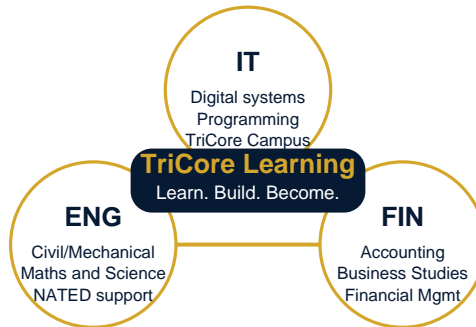 IT
Digital systems
Programming
TriCore Campus
TriCore Learning
Learn. Build. Become.
ENG
Civil/Mechanical
Maths and Science
NATED support
FIN
Accounting
Business Studies
Financial Mgmt